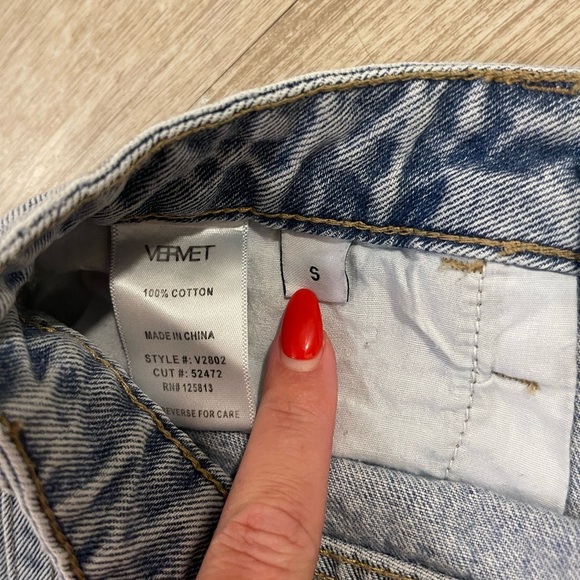 VERVET
100% COTTON
MADE IN CHINA
STYLE #: V2802
CUT #: 52472
RN# 125813
REVERSE FOR CARE
S